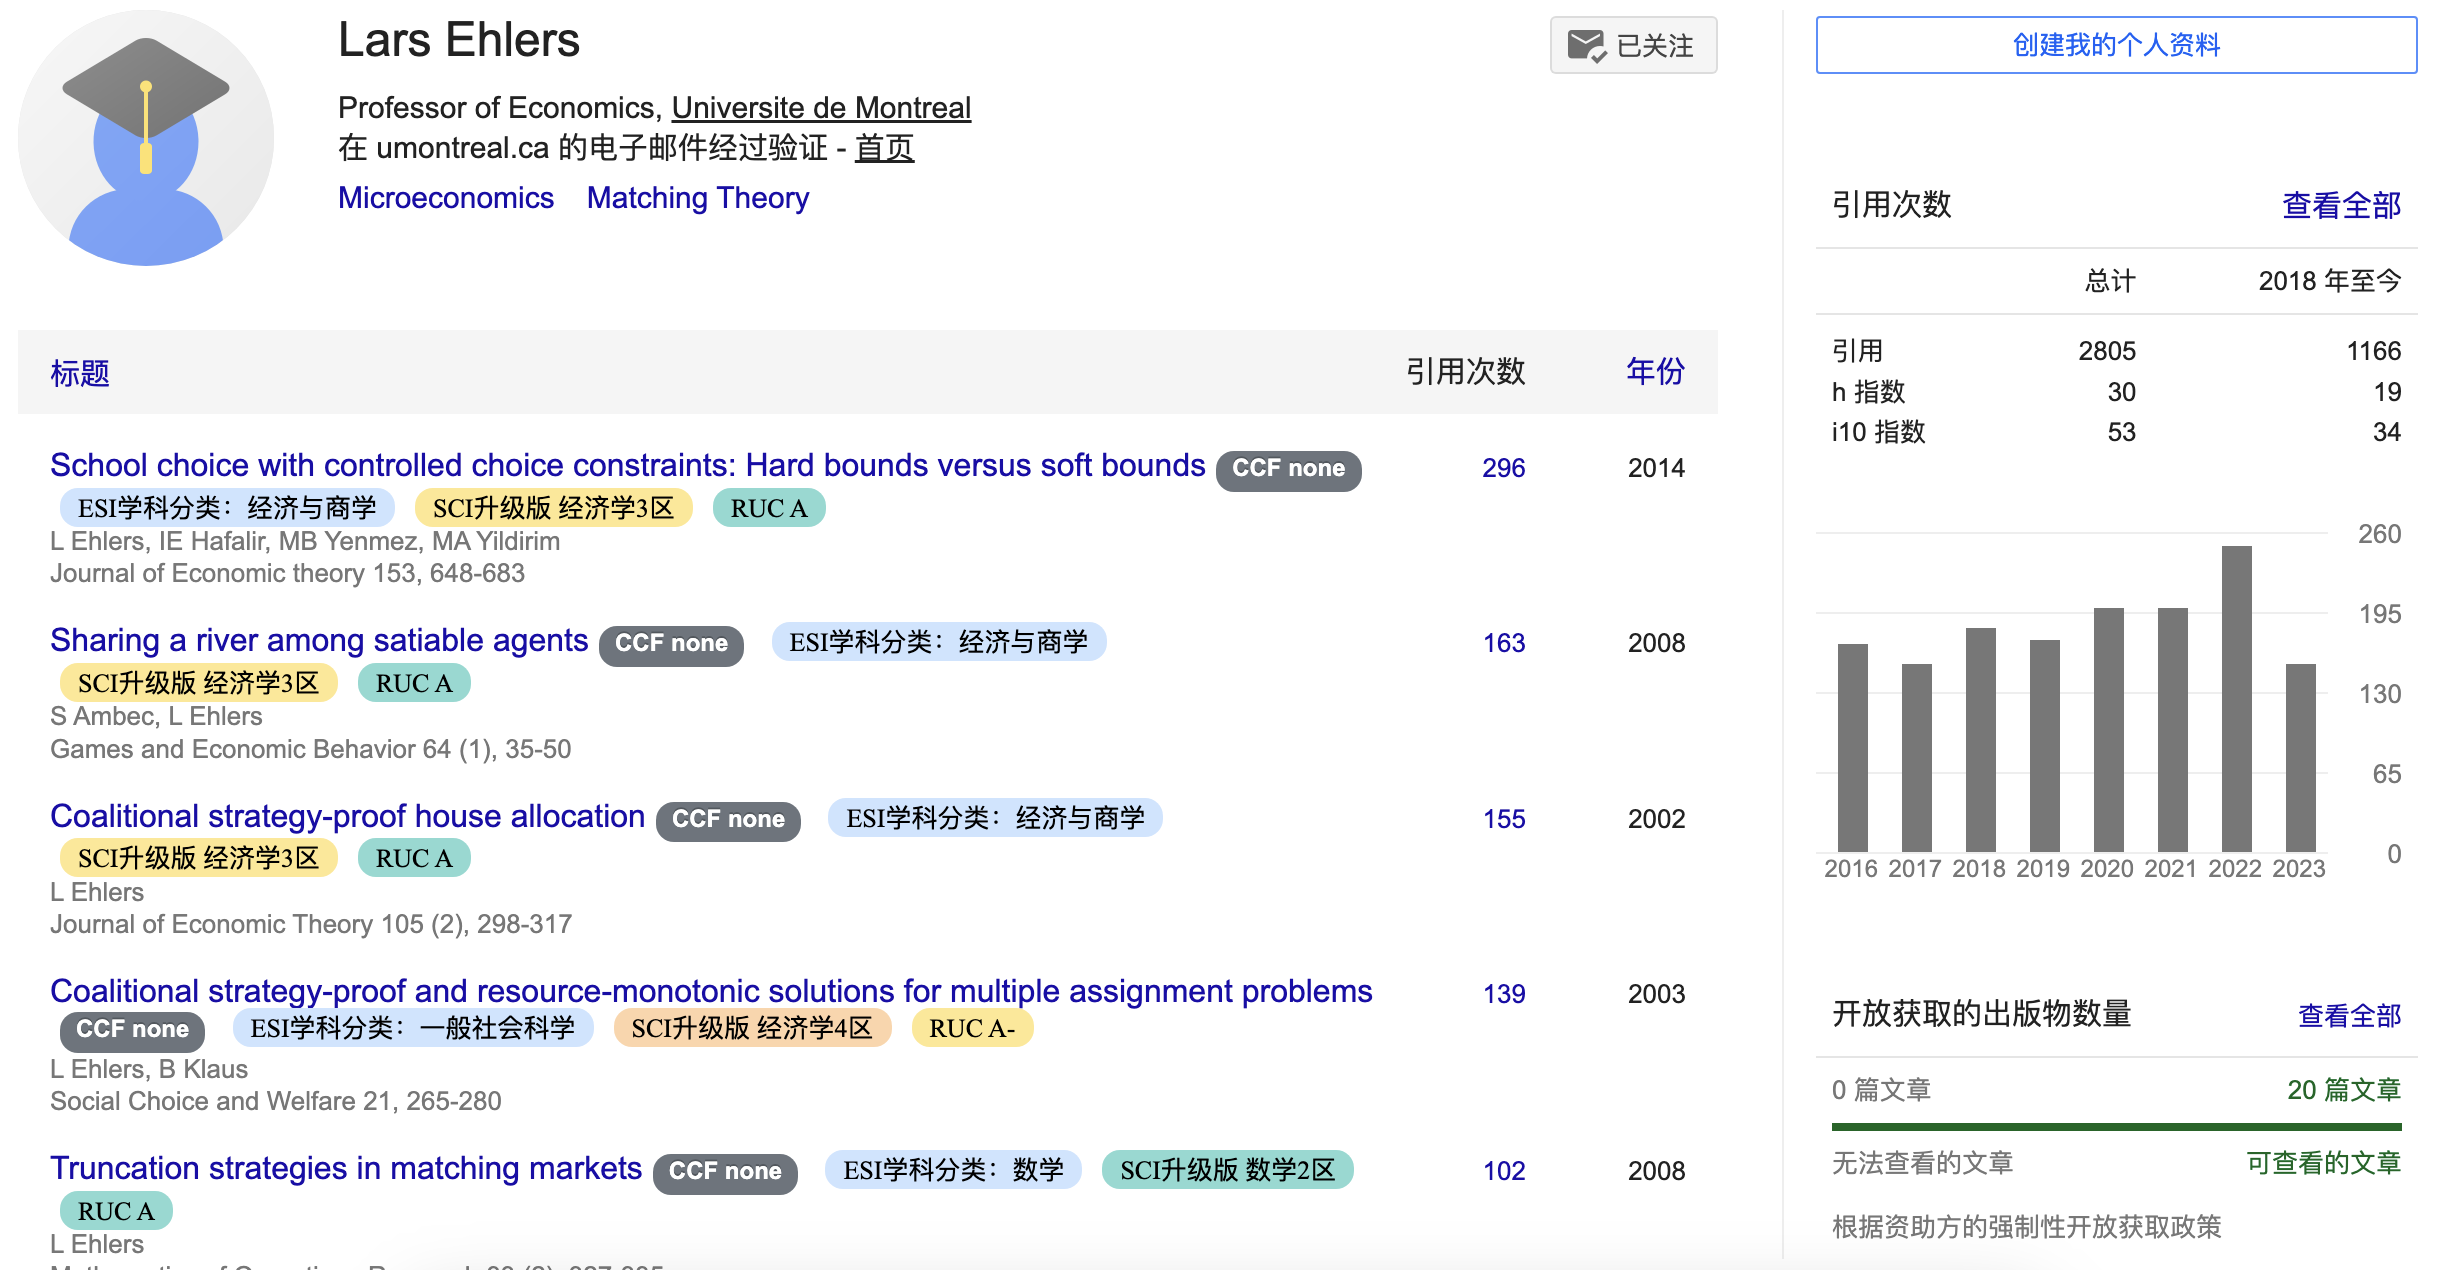 Lars Ehlers
已关注
Professor of Economics, Universite de Montreal
在 umontreal.ca 的电子邮件经过验证 - 首页
Microeconomics Matching Theory
标题 引用次数 年份
School choice with controlled choice constraints: Hard bounds versus soft bounds CCF none 296 2014
ESI学科分类：经济与商学 SCI升级版 经济学3区 RUC A
L Ehlers, IE Hafalir, MB Yenmez, MA Yildirim
Journal of Economic theory 153, 648-683
Sharing a river among satiable agents CCF none ESI学科分类：经济与商学 163 2008
SCI升级版 经济学3区 RUC A
S Ambec, L Ehlers
Games and Economic Behavior 64 (1), 35-50
Coalitional strategy-proof house allocation CCF none ESI学科分类：经济与商学 155 2002
SCI升级版 经济学3区 RUC A
L Ehlers
Journal of Economic Theory 105 (2), 298-317
Coalitional strategy-proof and resource-monotonic solutions for multiple assignment problems 139 2003
CCF none ESI学科分类：一般社会科学 SCI升级版 经济学4区 RUC A-
L Ehlers, B Klaus
Social Choice and Welfare 21, 265-280
Truncation strategies in matching markets CCF none ESI学科分类：数学 SCI升级版 数学2区 102 2008
RUC A
L Ehlers
创建我的个人资料
引用次数 查看全部
总计 2018 年至今
引用 2805 1166
h 指数 30 19
i10 指数 53 34
260
195
130
65
0
2016 2017 2018 2019 2020 2021 2022 2023
开放获取的出版物数量 查看全部
0 篇文章 20 篇文章
无法查看的文章 可查看的文章
根据资助方的强制性开放获取政策